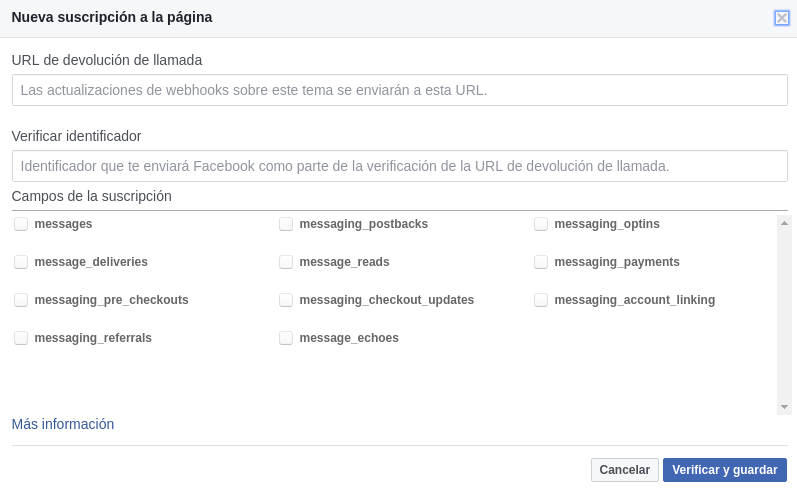 Nueva suscripción a la página
URL de devolución de llamada
Las actualizaciones de webhooks sobre este tema se enviarán a esta URL.
Verificar identificador
Identificador que te enviará Facebook como parte de la verificación de la URL de devolución de llamada.
Campos de la suscripción
messages messaging_postbacks messaging_optins
message_deliveries message_reads messaging_payments
messaging_pre_checkouts messaging_checkout_updates messaging_account_linking
messaging_referrals message_echoes
Más información
Cancelar Verificar y guardar